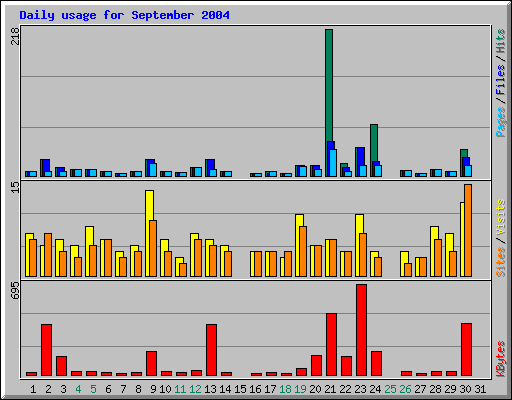 Daily usage for September 2004
218
Pages / Files / Hits
15
Sites / Visits
695
KBytes
1 2 3 4 5 6 7 8 9 10 11 12 13 14 15 16 17 18 19 20 21 22 23 24 25 26 27 28 29 30 31